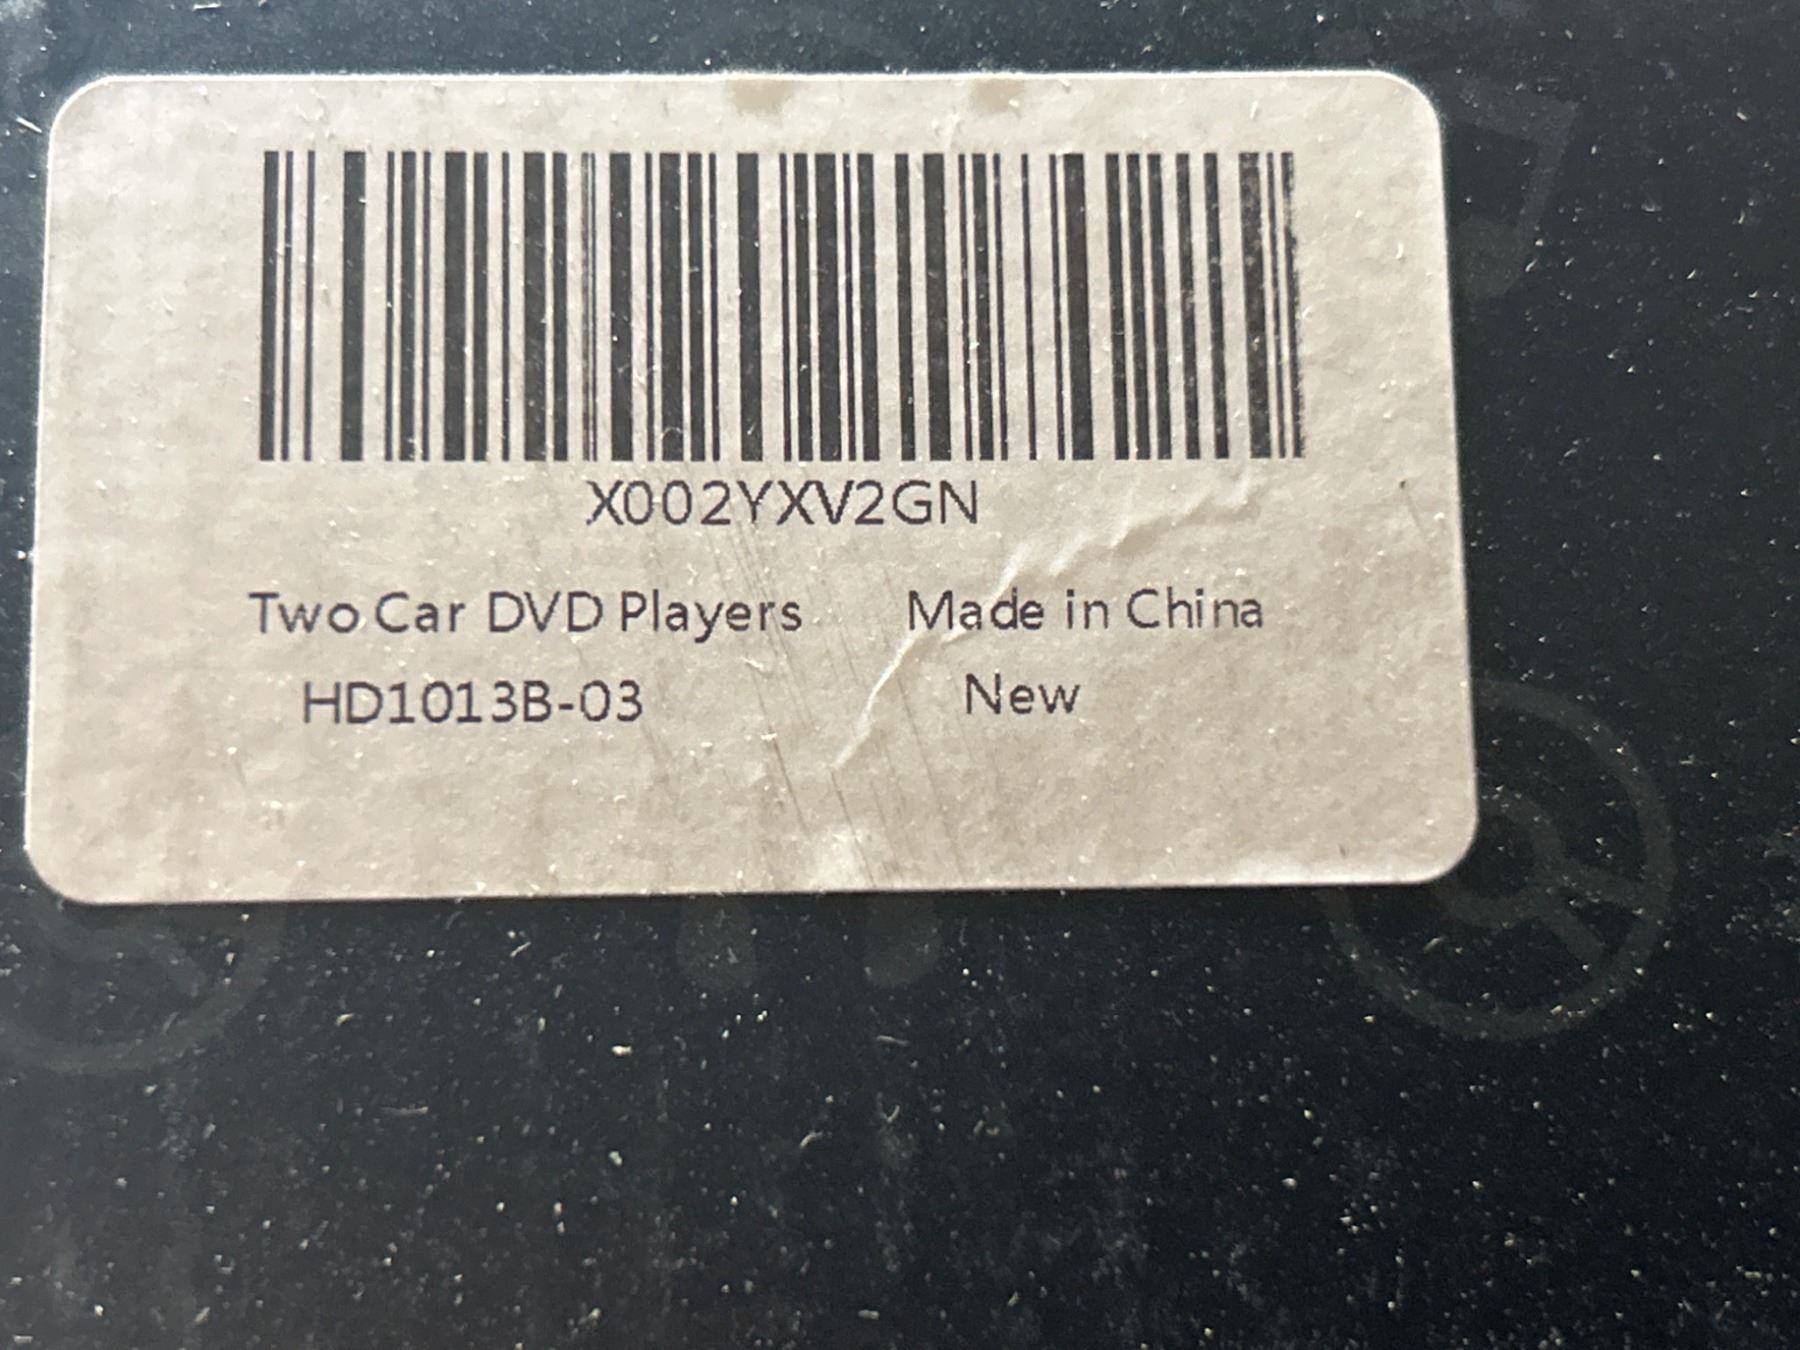 X002YXV2GN
Two Car DVD Players Made in China
HD1013B-03 New